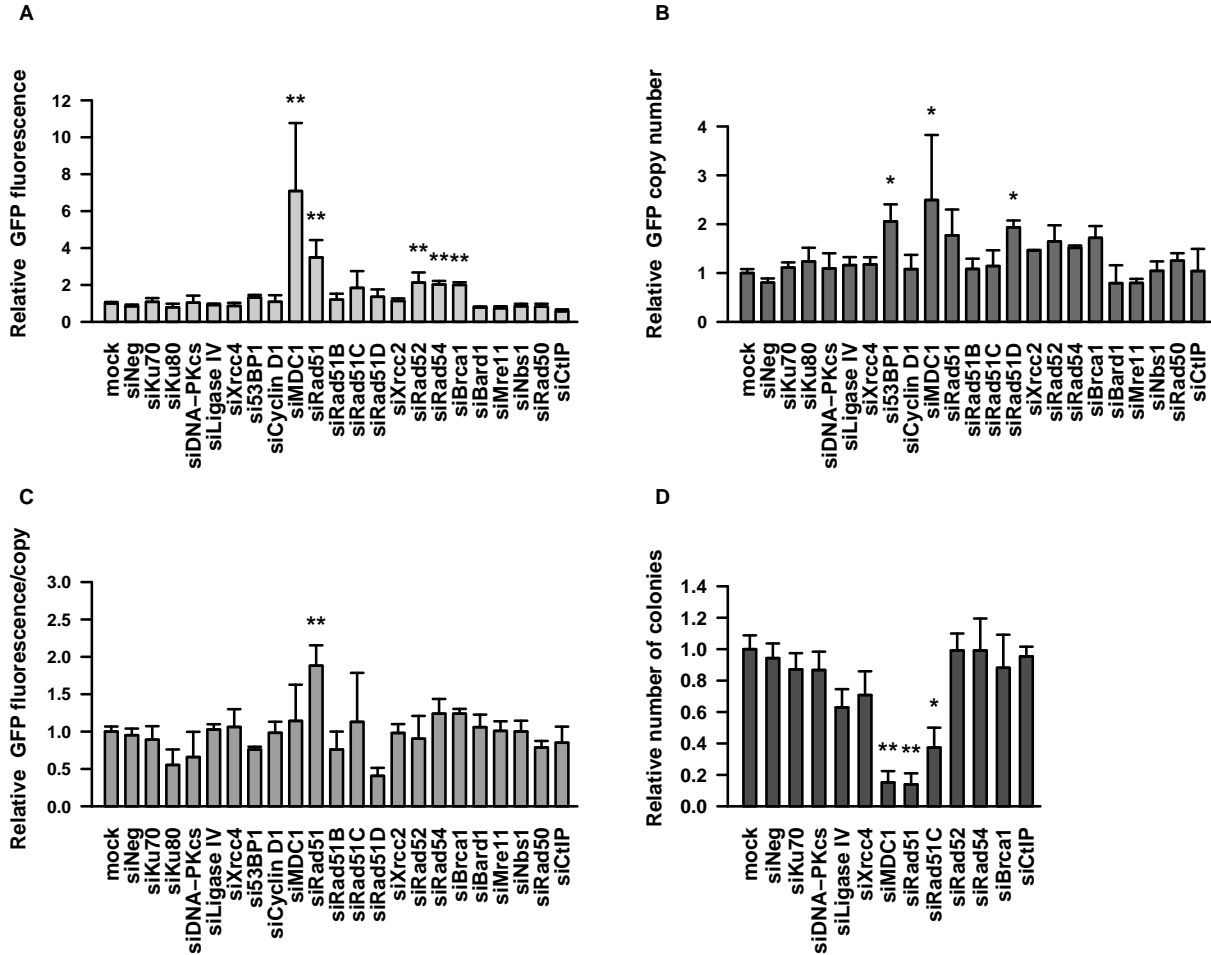 A
Relative GFP fluorescence
12
10
8
6
4
2
0
**
**
**
****
mock
siNeg
siKu70
siKu80
siDNA–PKcs
siLigase IV
siXrcc4
si53BP1
siCyclin D1
siMDC1
siRad51
siRad51B
siRad51C
siRad51D
siXrcc2
siRad52
siRad54
siBrca1
siBard1
siMre11
siNbs1
siRad50
siCtIP
B
Relative GFP copy number
4
3
2
1
0
*
*
*
mock
siNeg
siKu70
siKu80
siDNA–PKcs
siLigase IV
siXrcc4
si53BP1
siCyclin D1
siMDC1
siRad51
siRad51B
siRad51C
siRad51D
siXrcc2
siRad52
siRad54
siBrca1
siBard1
siMre11
siNbs1
siRad50
siCtIP
C
Relative GFP fluorescence/copy
3.0
2.5
2.0
1.5
1.0
0.5
0.0
**
mock
siNeg
siKu70
siKu80
siDNA–PKcs
siLigase IV
siXrcc4
si53BP1
siCyclin D1
siMDC1
siRad51
siRad51B
siRad51C
siRad51D
siXrcc2
siRad52
siRad54
siBrca1
siBard1
siMre11
siNbs1
siRad50
siCtIP
D
Relative number of colonies
1.4
1.2
1.0
0.8
0.6
0.4
0.2
0.0
**
**
*
mock
siNeg
siKu70
siDNA–PKcs
siLigase IV
siXrcc4
siMDC1
siRad51
siRad51C
siRad52
siRad54
siBrca1
siCtIP